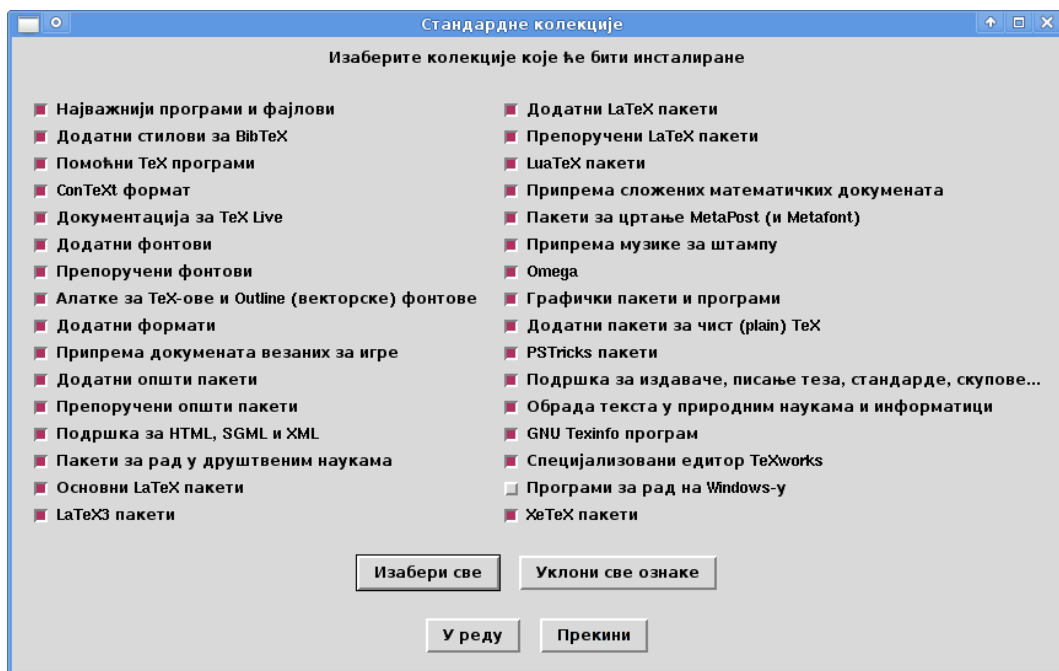 Стандардне колекције
Изаберите колекције које ће бити инсталиране
Најважнији програми и фајлови
Додатни стилови за BibTeX
Помоћни TeX програми
ConTeXt формат
Документација за TeX Live
Додатни фонтови
Препоручени фонтови
Алатке за TeX-ове и Outline (векторске) фонтове
Додатни формати
Припрема докумената везаних за игре
Додатни општи пакети
Препоручени општи пакети
Подршка за HTML, SGML и XML
Пакети за рад у друштвеним наукама
Основни LaTeX пакети
LaTeX3 пакети
Додатни LaTeX пакети
Препоручени LaTeX пакети
LuaTeX пакети
Припрема сложених математичких докумената
Пакети за цртање MetaPost (и Metafont)
Припрема музике за штампу
Omega
Графички пакети и програми
Додатни пакети за чист (plain) TeX
PSTricks пакети
Подршка за издаваче, писање теза, стандарде, скупове...
Обрада текста у природним наукама и информатици
GNU Texinfo програм
Специјализовани едитор TeXworks
Програми за рад на Windows-у
XeTeX пакети
Изабери све
Уклони све ознаке
У реду
Прекини